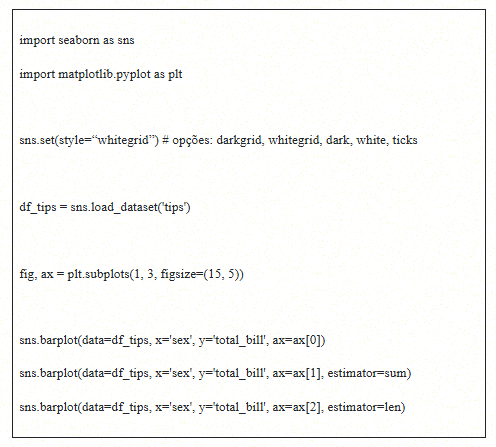 import seaborn as sns
import matplotlib.pyplot as plt
sns.set(style=“whitegrid”) # opções: darkgrid, whitegrid, dark, white, ticks
df_tips = sns.load_dataset('tips')
fig, ax = plt.subplots(1, 3, figsize=(15, 5))
sns.barplot(data=df_tips, x='sex', y='total_bill', ax=ax[0])
sns.barplot(data=df_tips, x='sex', y='total_bill', ax=ax[1], estimator=sum)
sns.barplot(data=df_tips, x='sex', y='total_bill', ax=ax[2], estimator=len)